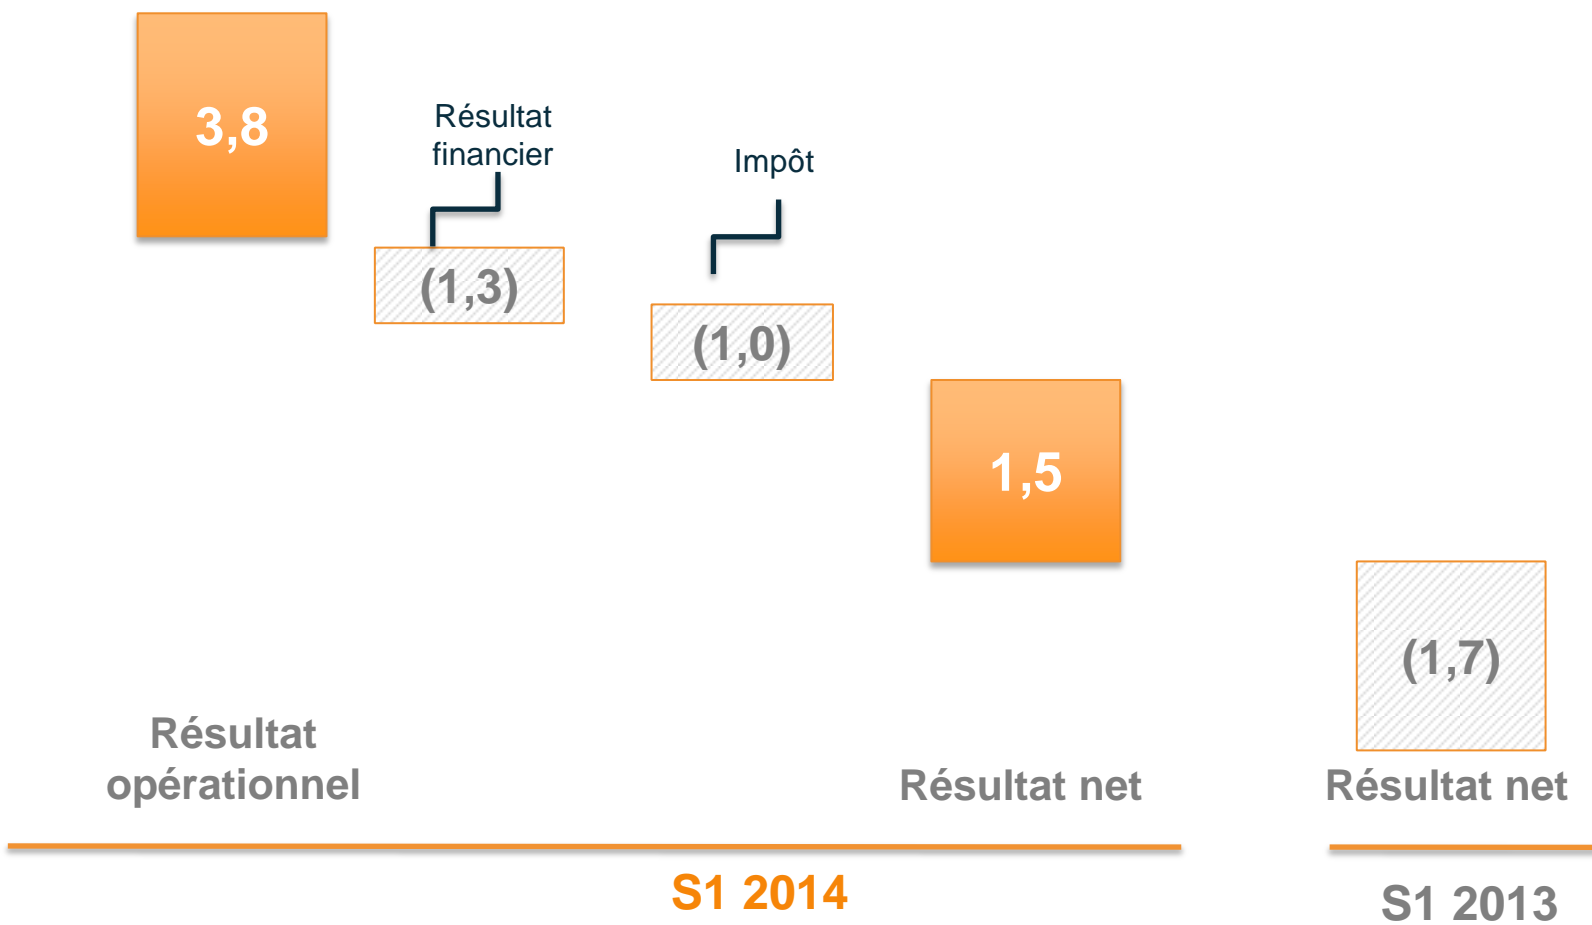 3,8
Résultat
financier
(1,3)
Impôt
(1,0)
1,5
(1,7)
Résultat
opérationnel
Résultat net
Résultat net
S1 2014
S1 2013